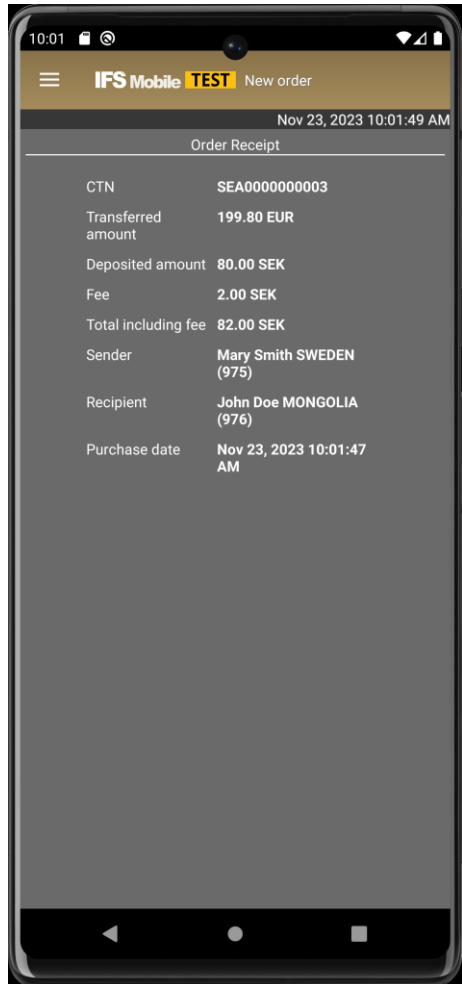 10:01
IFS Mobile TEST New order
Nov 23, 2023 10:01:49 AM
Order Receipt
CTN SEA0000000003
Transferred amount 199.80 EUR
Deposited amount 80.00 SEK
Fee 2.00 SEK
Total including fee 82.00 SEK
Sender Mary Smith SWEDEN (975)
Recipient John Doe MONGOLIA (976)
Purchase date Nov 23, 2023 10:01:47 AM